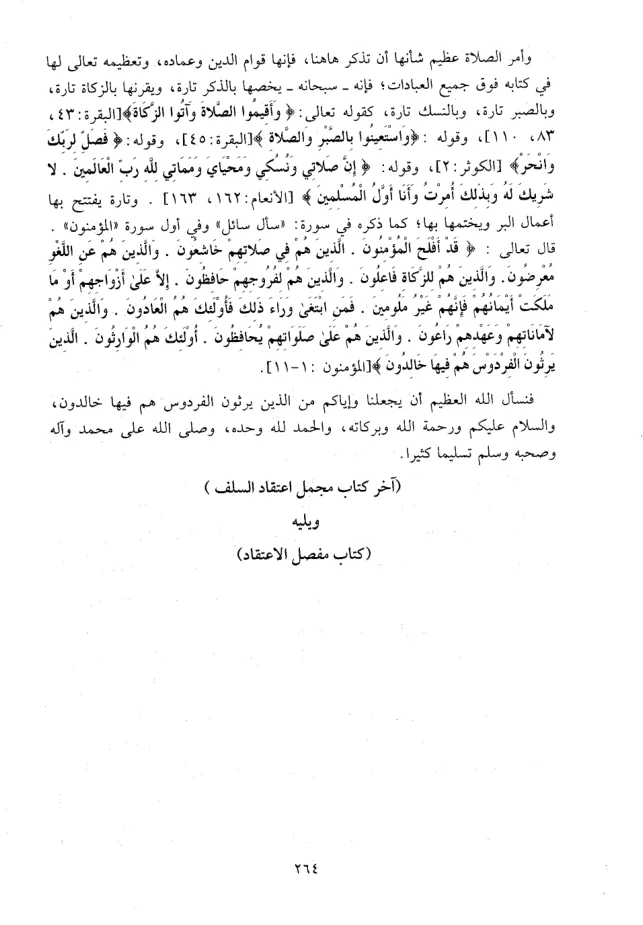 وأمر الصلاة عظيم شأنها أن تذكر هاهنا، فإنها قوام الدين وعماده، وتعظيمه تعالى لها
في كتابه فوق جميع العبادات؛ فإنه ـ سبحانه ـ يخصها بالذكر تارة، ويقرنها بالزكاة تارة،
وبالصبر تارة، وبالنسك تارة، كقوله تعالى: ﴿ وَأَقِيمُوا الصَّلاةَ وَآتُوا الزَّكَاةَ﴾[البقرة:٤٣،
٨٣، ١١٠]، وقوله :﴿وَاسْتَعِينُوا بِالصَّبْرِ وَالصَّلاةِ ﴾[البقرة:٤٥]، وقوله:﴿ فَصَلِّ لِرَبِّكَ
وَانْحَرْ﴾ [الكوثر:٢]، وقوله: ﴿ إِنَّ صَلاتِي وَنُسُكِي وَمَحْيَايَ وَمَمَاتِي لِلَّهِ رَبِّ الْعَالَمِينَ . لا
شَرِيكَ لَهُ وَبِذَلِكَ أُمِرْتُ وَأَنَا أَوَّلُ الْمُسْلِمِينَ ﴾ [الأنعام:١٦٢، ١٦٣] . وتارة يفتتح بها
أعمال البر ويختمها بها؛ كما ذكره في سورة: «سأل سائل» وفي أول سورة «المؤمنون» .
قال تعالى : ﴿ قَدْ أَفْلَحَ الْمُؤْمِنُونَ . الَّذِينَ هُمْ فِي صَلاتِهِمْ خَاشِعُونَ . وَالَّذِينَ هُمْ عَنِ اللَّغْوِ
مُعْرِضُونَ. وَالَّذِينَ هُمْ لِلزَّكَاةِ فَاعِلُونَ . وَالَّذِينَ هُمْ لِفُرُوجِهِمْ حَافِظُونَ . إِلاَّ عَلَىٰ أَزْوَاجِهِمْ أَوْ مَا
مَلَكَتْ أَيْمَانُهُمْ فَإِنَّهُمْ غَيْرُ مَلُومِينَ . فَمَنِ ابْتَغَىٰ وَرَاءَ ذَلِكَ فَأُوْلَئِكَ هُمُ الْعَادُونَ . وَالَّذِينَ هُمْ
لأَمَانَاتِهِمْ وَعَهْدِهِمْ رَاعُونَ . وَالَّذِينَ هُمْ عَلَىٰ صَلَوَاتِهِمْ يُحَافِظُونَ . أُوْلَئِكَ هُمُ الْوَارِثُونَ . الَّذِينَ
يَرِثُونَ الْفِرْدَوْسَ هُمْ فِيهَا خَالِدُونَ ﴾[المؤمنون :١-١١].
فنسأل الله العظيم أن يجعلنا وإياكم من الذين يرثون الفردوس هم فيها خالدون،
والسلام عليكم ورحمة الله وبركاته، والحمد لله وحده، وصلى الله على محمد وآله
وصحبه وسلم تسليما كثيرا.
(آخر كتاب مجمل اعتقاد السلف )
ويليه
(كتاب مفصل الاعتقاد)
٢٦٤